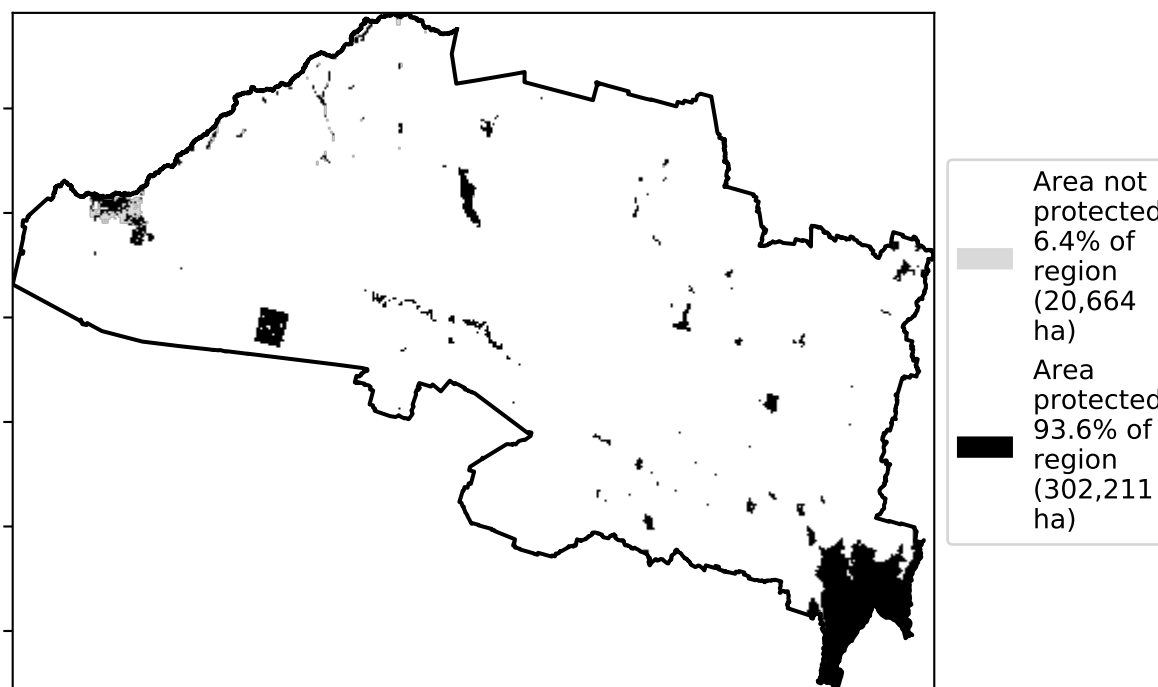 Area not
protected
6.4% of
region
(20,664
ha)
Area
protected
93.6% of
region
(302,211
ha)